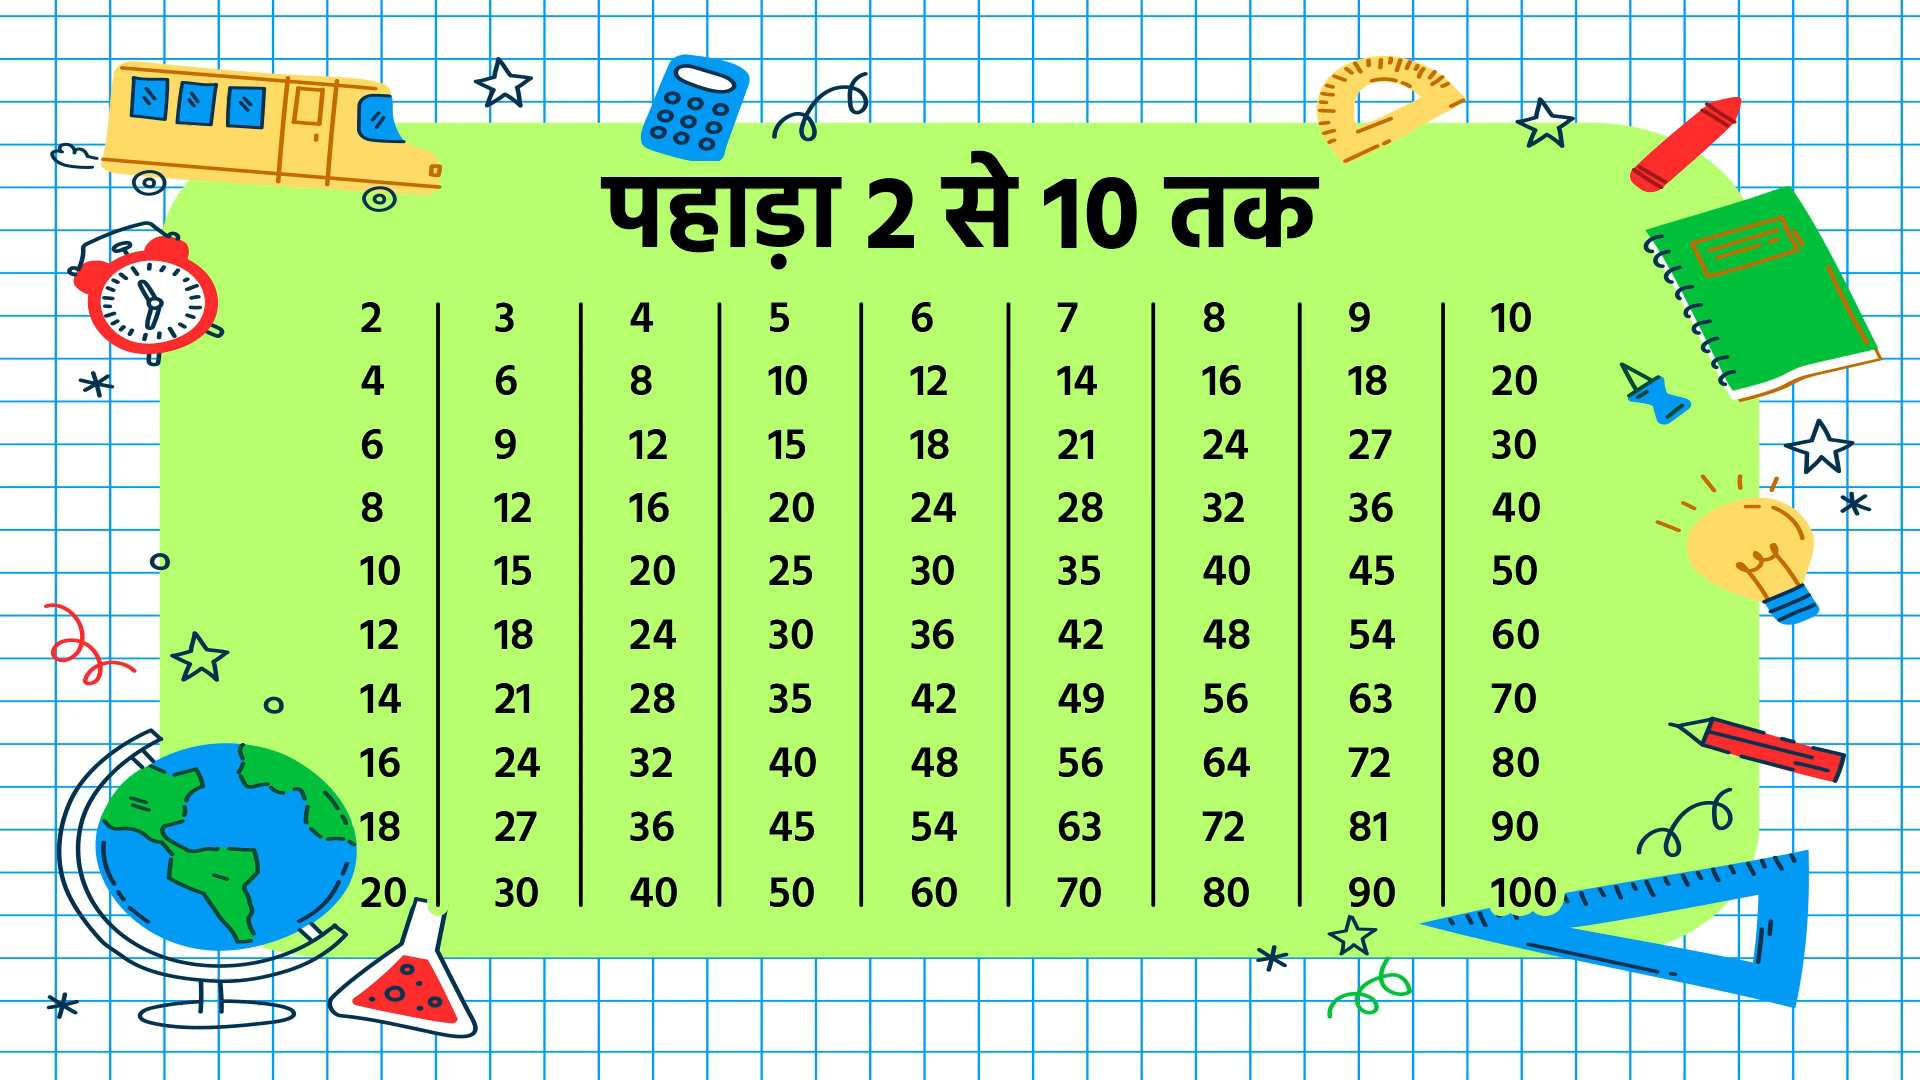 पहाड़ा 2 से 10 तक
2 3 4 5 6 7 8 9 10
4 6 8 10 12 14 16 18 20
6 9 12 15 18 21 24 27 30
8 12 16 20 24 28 32 36 40
10 15 20 25 30 35 40 45 50
12 18 24 30 36 42 48 54 60
14 21 28 35 42 49 56 63 70
16 24 32 40 48 56 64 72 80
18 27 36 45 54 63 72 81 90
20 30 40 50 60 70 80 90 100